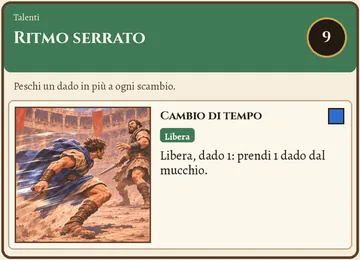 Talenti
Ritmo serrato
9
Peschi un dado in più a ogni scambio.
Cambio di tempo
Libera
Libera, dado 1: prendi 1 dado dal
mucchio.